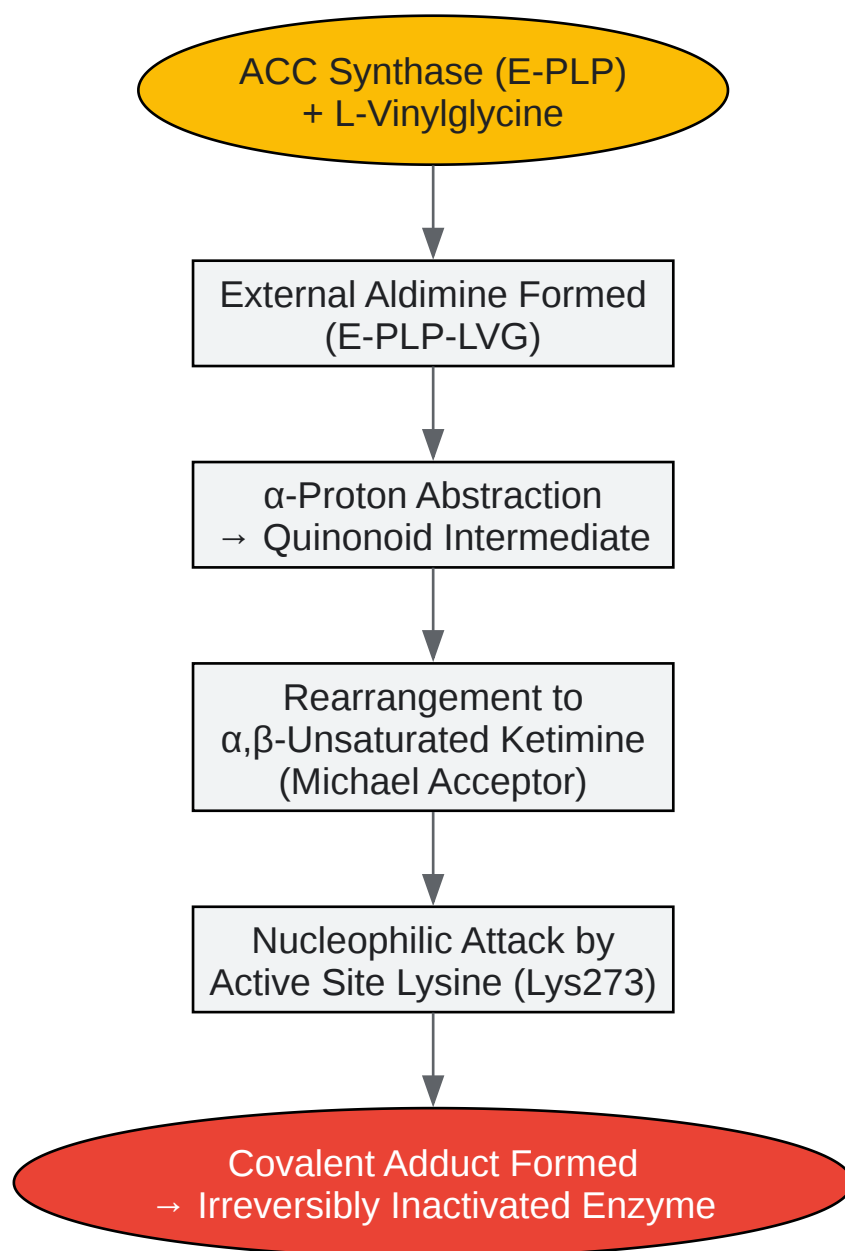 ACC Synthase (E-PLP)
+ L-Vinylglycine
External Aldimine Formed
(E-PLP-LVG)
α-Proton Abstraction
→ Quinonoid Intermediate
Rearrangement to
α,β-Unsaturated Ketimine
(Michael Acceptor)
Nucleophilic Attack by
Active Site Lysine (Lys273)
Covalent Adduct Formed
→ Irreversibly Inactivated Enzyme